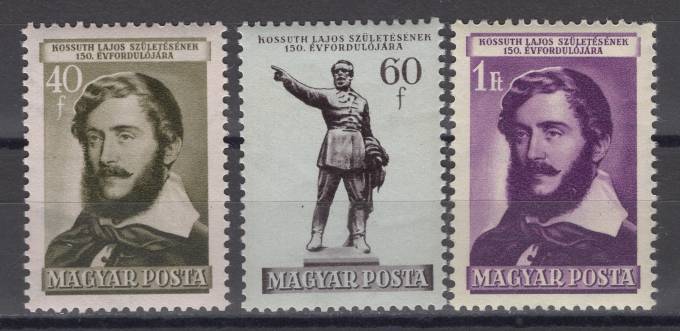 KOSSUTH LAJOS SZÜLETÉSÉNEK
150. ÉVFORDULÓJÁRA
40
f
MAGYAR POSTA
KOSSUTH LAJOS SZÜLETÉSÉNEK
150. ÉVFORDULÓJÁRA
60
f
MAGYAR POSTA
KOSSUTH LAJOS SZÜLETÉSÉNEK
150. ÉVFORDULÓJÁRA
1 Ft
MAGYAR POSTA